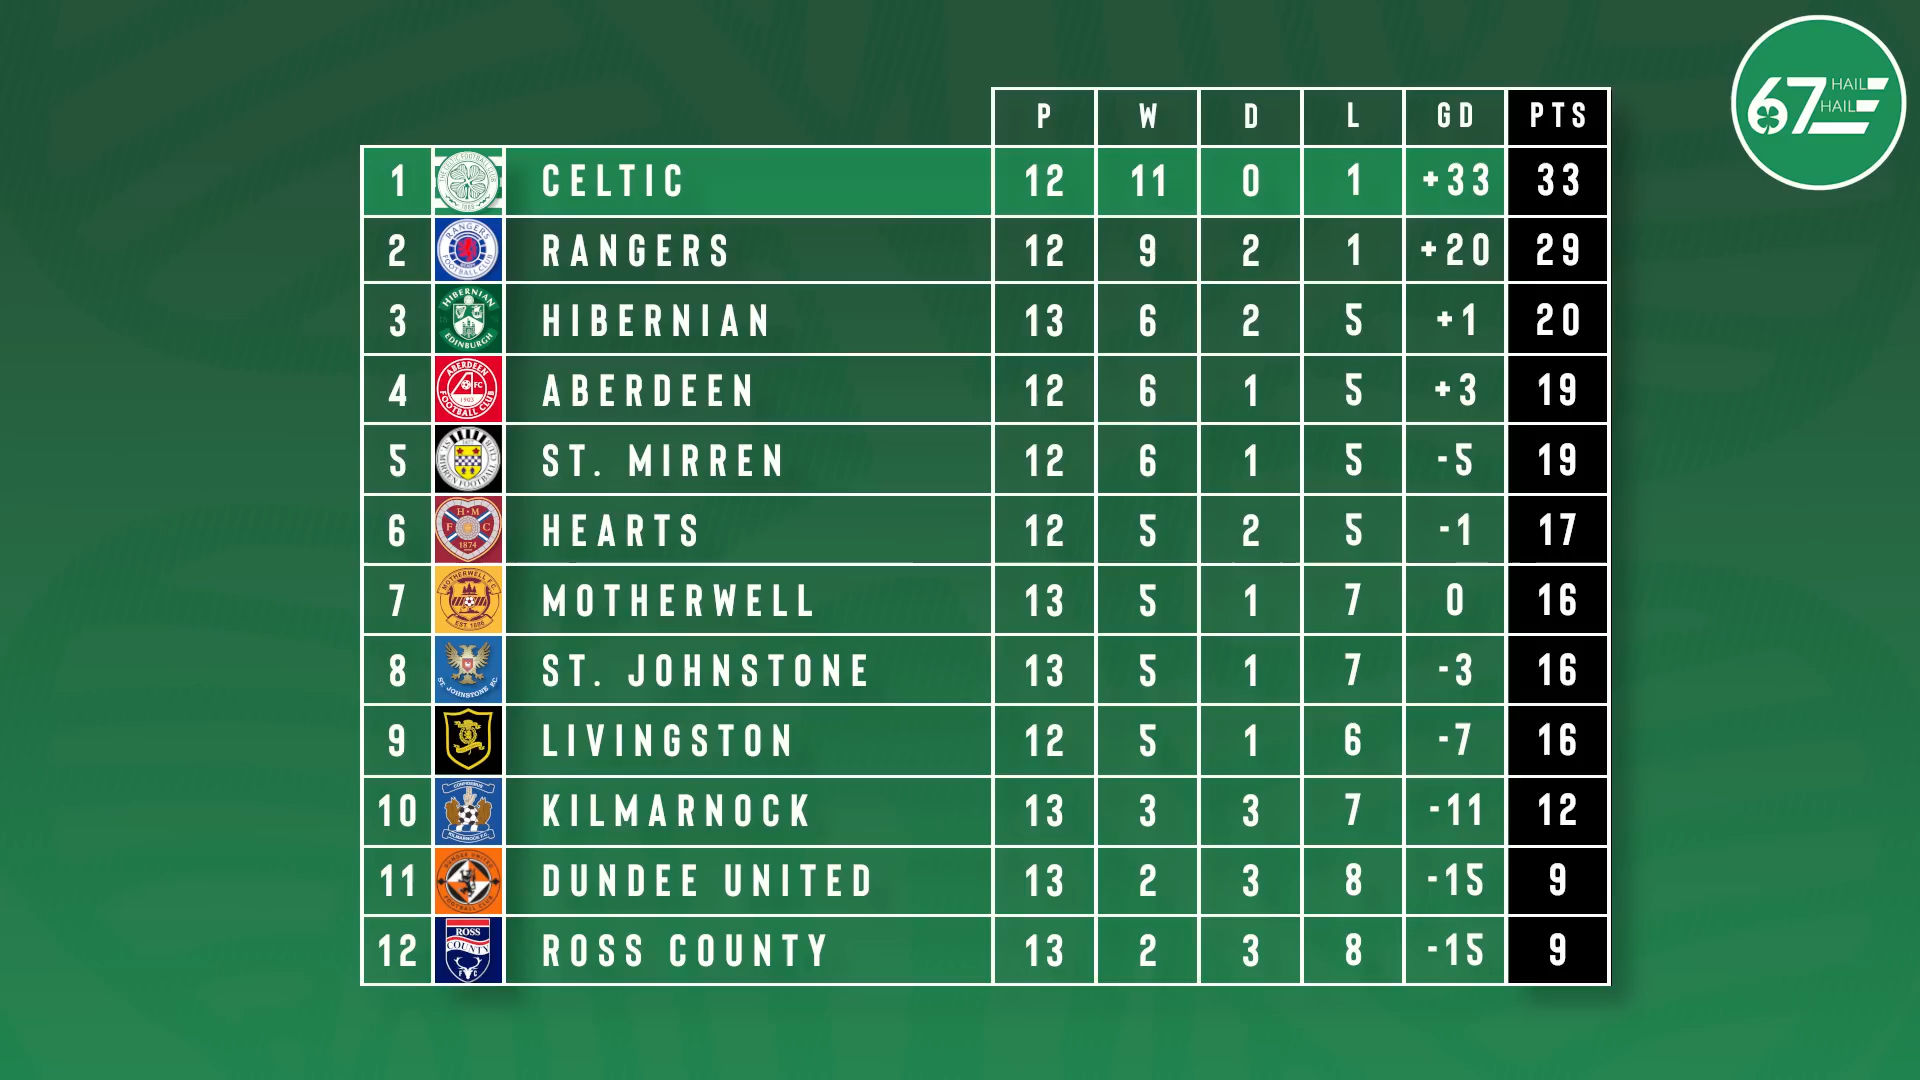 67 HAIL HAIL
P W D L GD PTS
1 CELTIC 12 11 0 1 +33 33
2 RANGERS 12 9 2 1 +20 29
3 HIBERNIAN 13 6 2 5 +1 20
4 ABERDEEN 12 6 1 5 +3 19
5 ST. MIRREN 12 6 1 5 -5 19
6 HEARTS 12 5 2 5 -1 17
7 MOTHERWELL 13 5 1 7 0 16
8 ST. JOHNSTONE 13 5 1 7 -3 16
9 LIVINGSTON 12 5 1 6 -7 16
10 KILMARNOCK 13 3 3 7 -11 12
11 DUNDEE UNITED 13 2 3 8 -15 9
12 ROSS COUNTY 13 2 3 8 -15 9